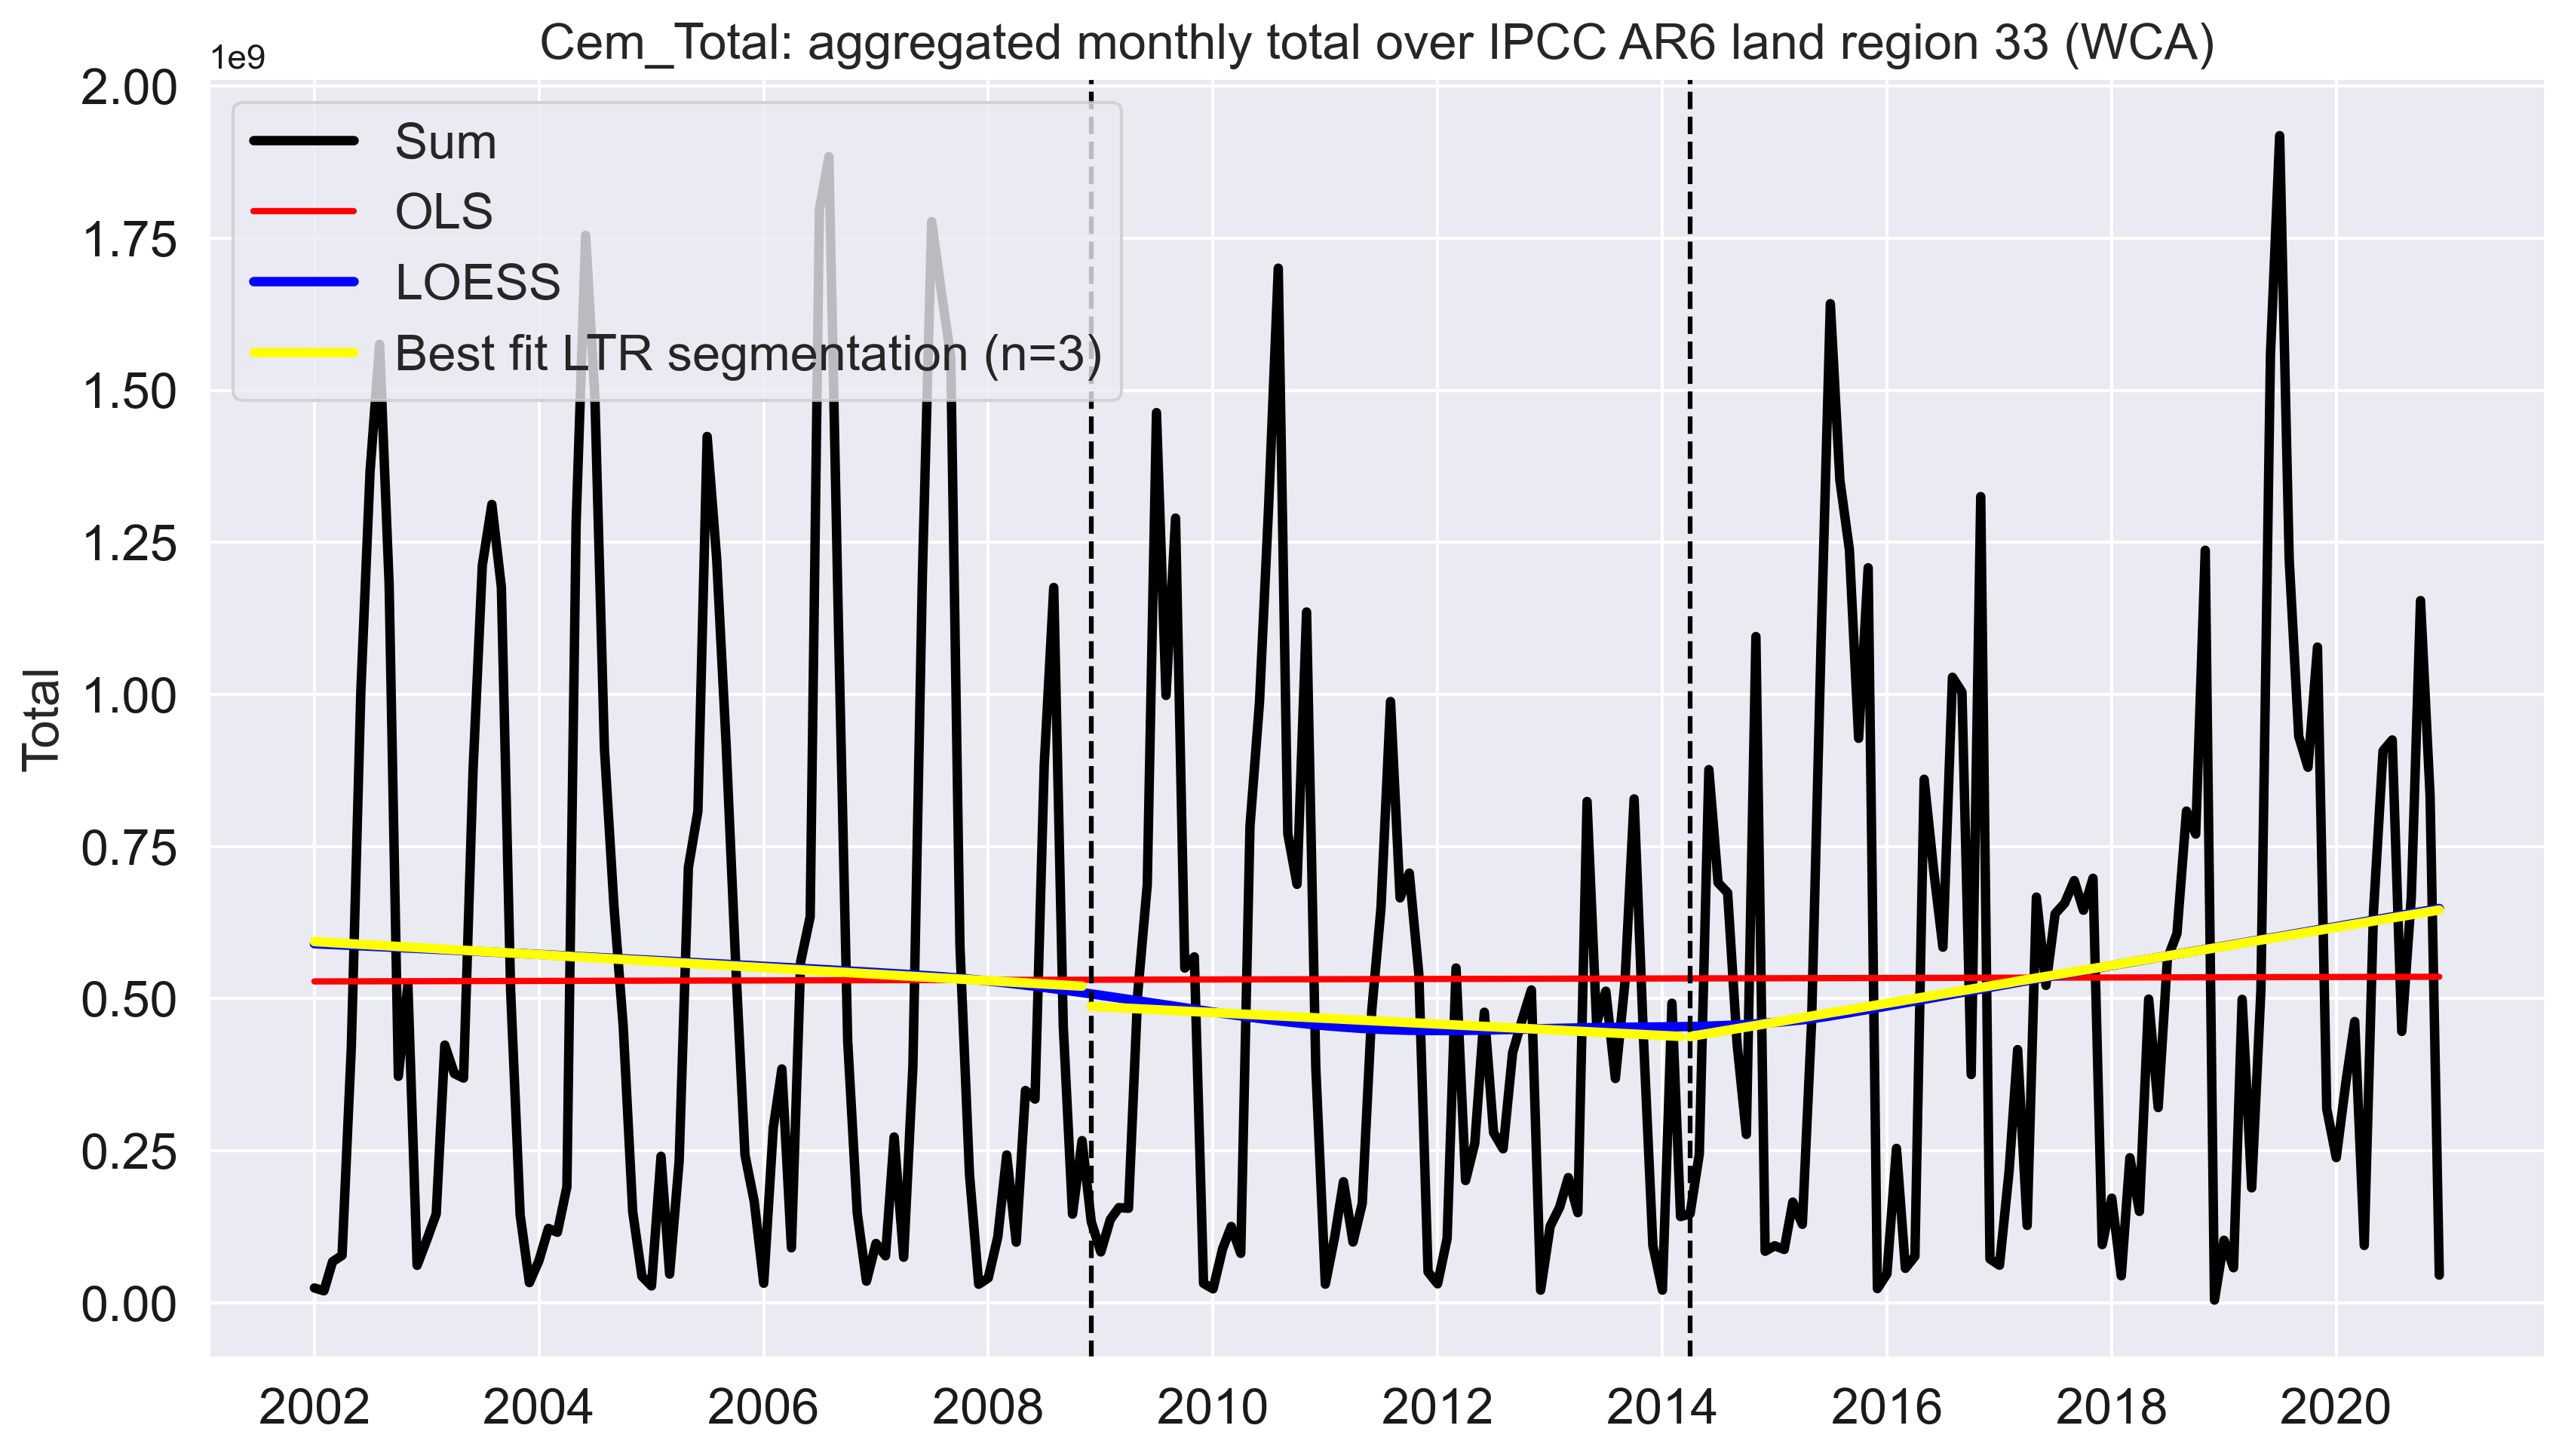 Cem_Total: aggregated monthly total over IPCC AR6 land region 33 (WCA)
1e9
2.00
1.75
1.50
1.25
1.00
0.75
0.50
0.25
0.00
Total
Sum
OLS
LOESS
Best fit LTR segmentation (n=3)
2002 2004 2006 2008 2010 2012 2014 2016 2018 2020